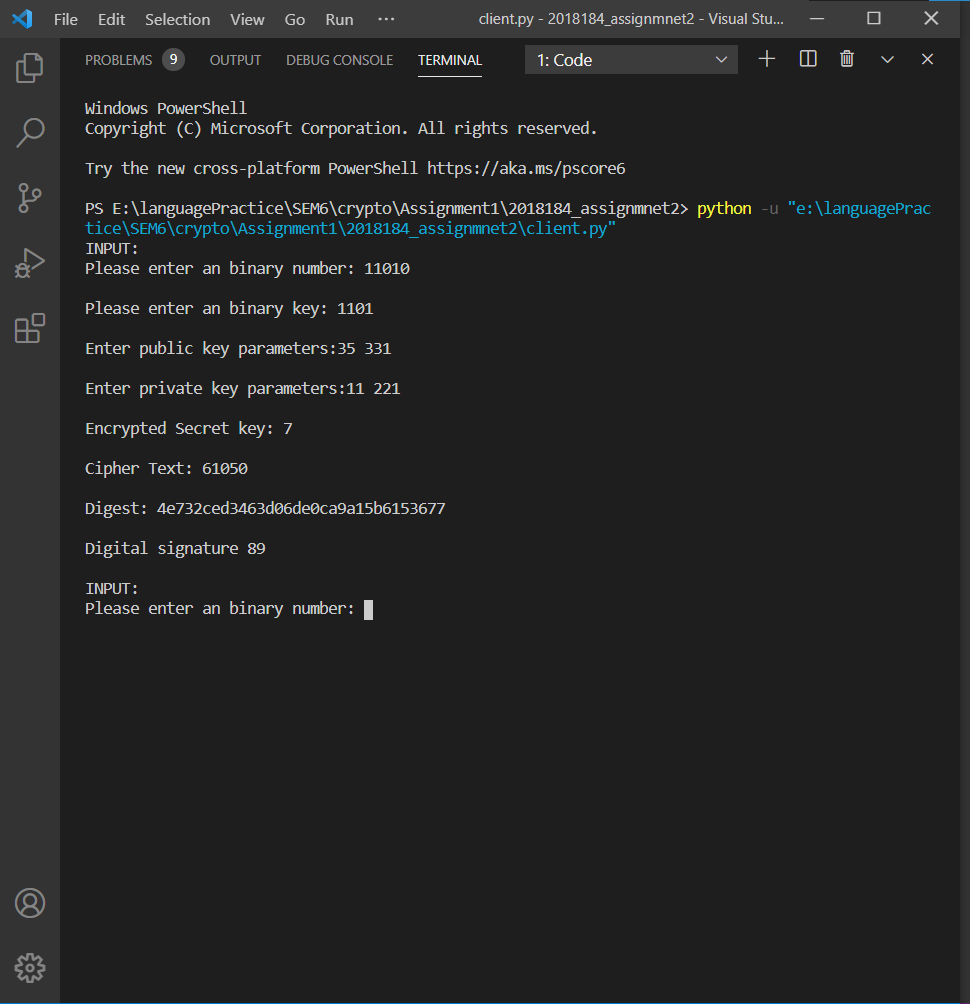 File Edit Selection View Go Run ··· client.py - 2018184_assignmnet2 - Visual Stu...
PROBLEMS 9 OUTPUT DEBUG CONSOLE TERMINAL 1: Code
Windows PowerShell
Copyright (C) Microsoft Corporation. All rights reserved.
Try the new cross-platform PowerShell https://aka.ms/pscore6
PS E:\languagePractice\SEM6\crypto\Assignment1\2018184_assignmnet2> python -u "e:\languagePrac
tice\SEM6\crypto\Assignment1\2018184_assignmnet2\client.py"
INPUT:
Please enter an binary number: 11010
Please enter an binary key: 1101
Enter public key parameters:35 331
Enter private key parameters:11 221
Encrypted Secret key: 7
Cipher Text: 61050
Digest: 4e732ced3463d06de0ca9a15b6153677
Digital signature 89
INPUT:
Please enter an binary number: